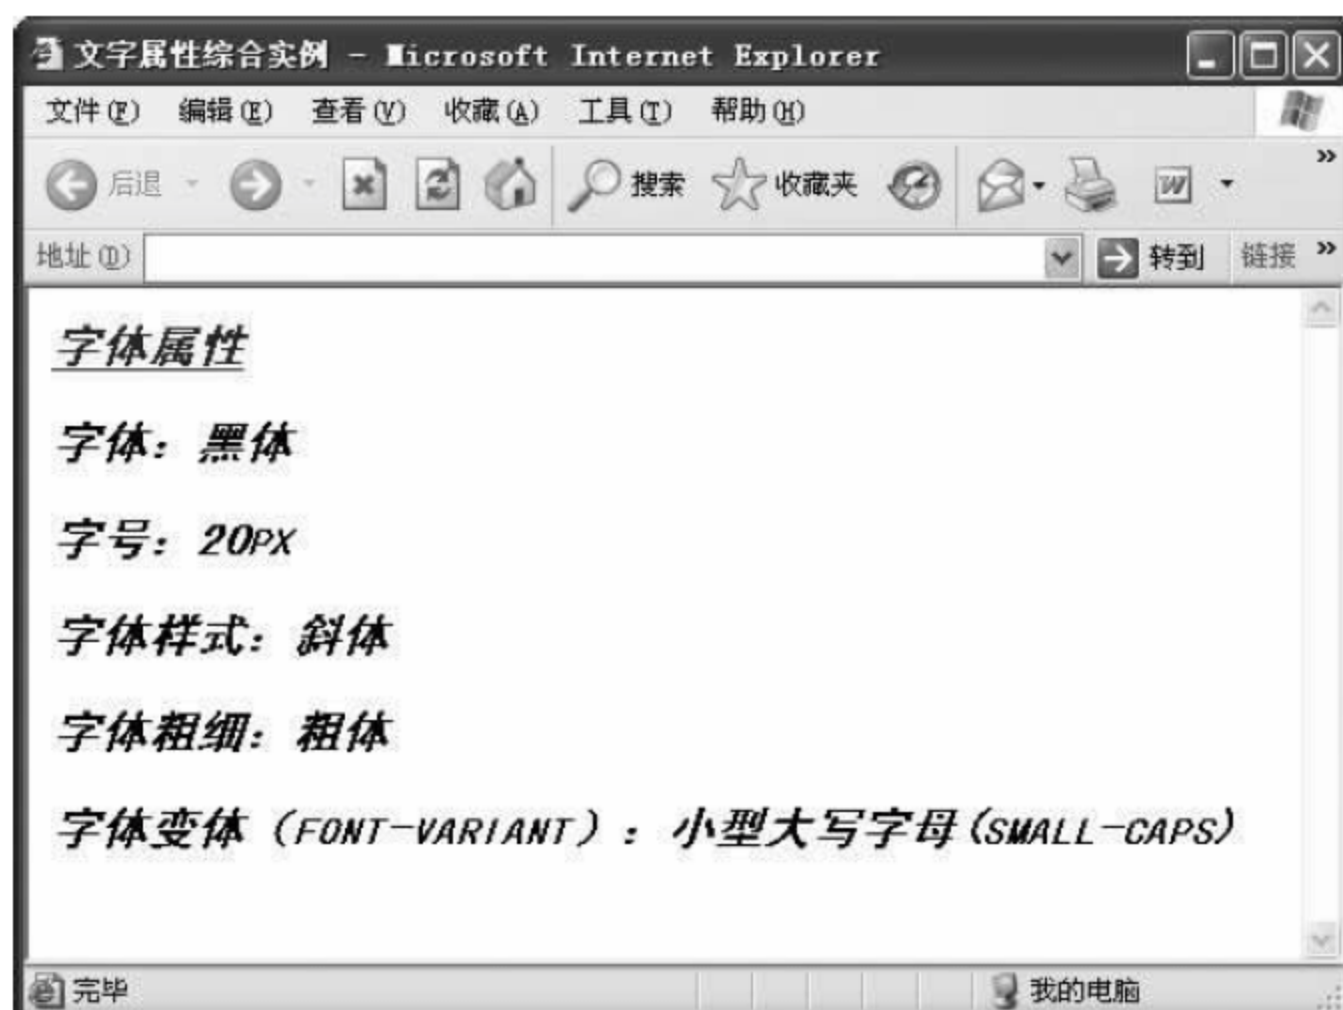 文字属性综合实例 - Microsoft Internet Explorer
文件(F) 编辑(E) 查看(V) 收藏(A) 工具(T) 帮助(H)
后退 搜索 收藏夹 W »
地址(D) 转到 链接 »
字体属性
字体：黑体
字号：20PX
字体样式：斜体
字体粗细：粗体
字体变体（FONT-VARIANT）：小型大写字母(SMALL-CAPS)
完毕 我的电脑